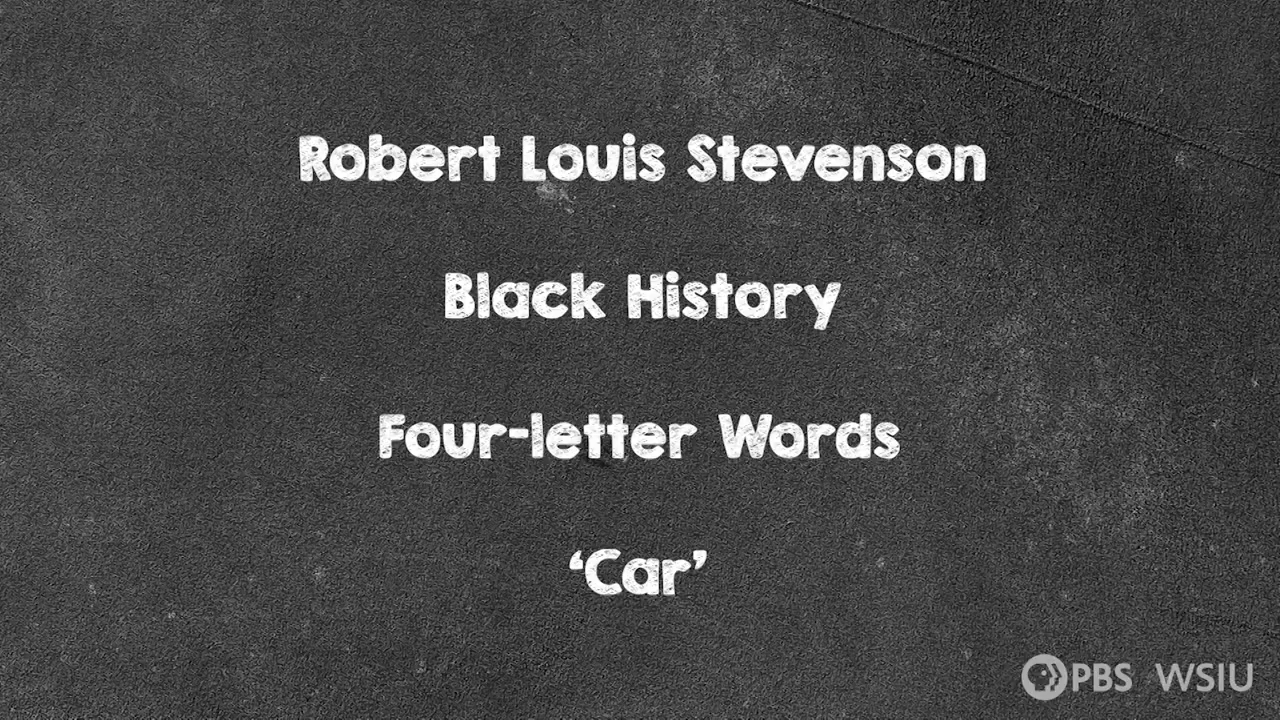 Robert Louis Stevenson
Black History
Four-letter Words
‘Car’
PBS WSIU